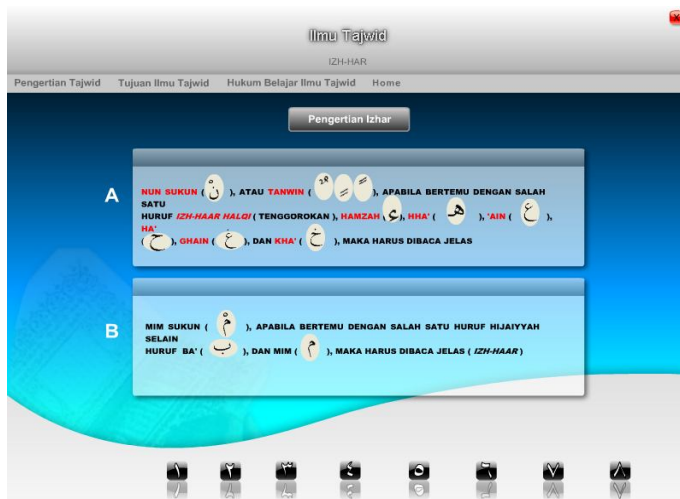 Ilmu Tajwid
IZH-HAR
Pengertian Tajwid Tujuan Ilmu Tajwid Hukum Belajar Ilmu Tajwid Home
Pengertian Izhar
A
NUN SUKUN ( نْ ), ATAU TANWIN ( ـٌ ـٍ ـً ), APABILA BERTEMU DENGAN SALAH
SATU
HURUF IZH-HAAR HALQI ( TENGGOROKAN ), HAMZAH ( ء ), HHA' ( هـ ), 'AIN ( ع ),
HA'
( ح ), GHAIN ( غ ), DAN KHA' ( خ ), MAKA HARUS DIBACA JELAS
B
MIM SUKUN ( مْ ), APABILA BERTEMU DENGAN SALAH SATU HURUF HIJAIYYAH
SELAIN
HURUF BA' ( ب ), DAN MIM ( م ), MAKA HARUS DIBACA JELAS ( IZH-HAAR )
١ ٢ ٣ ٤ ٥ ٦ ٧ ٨